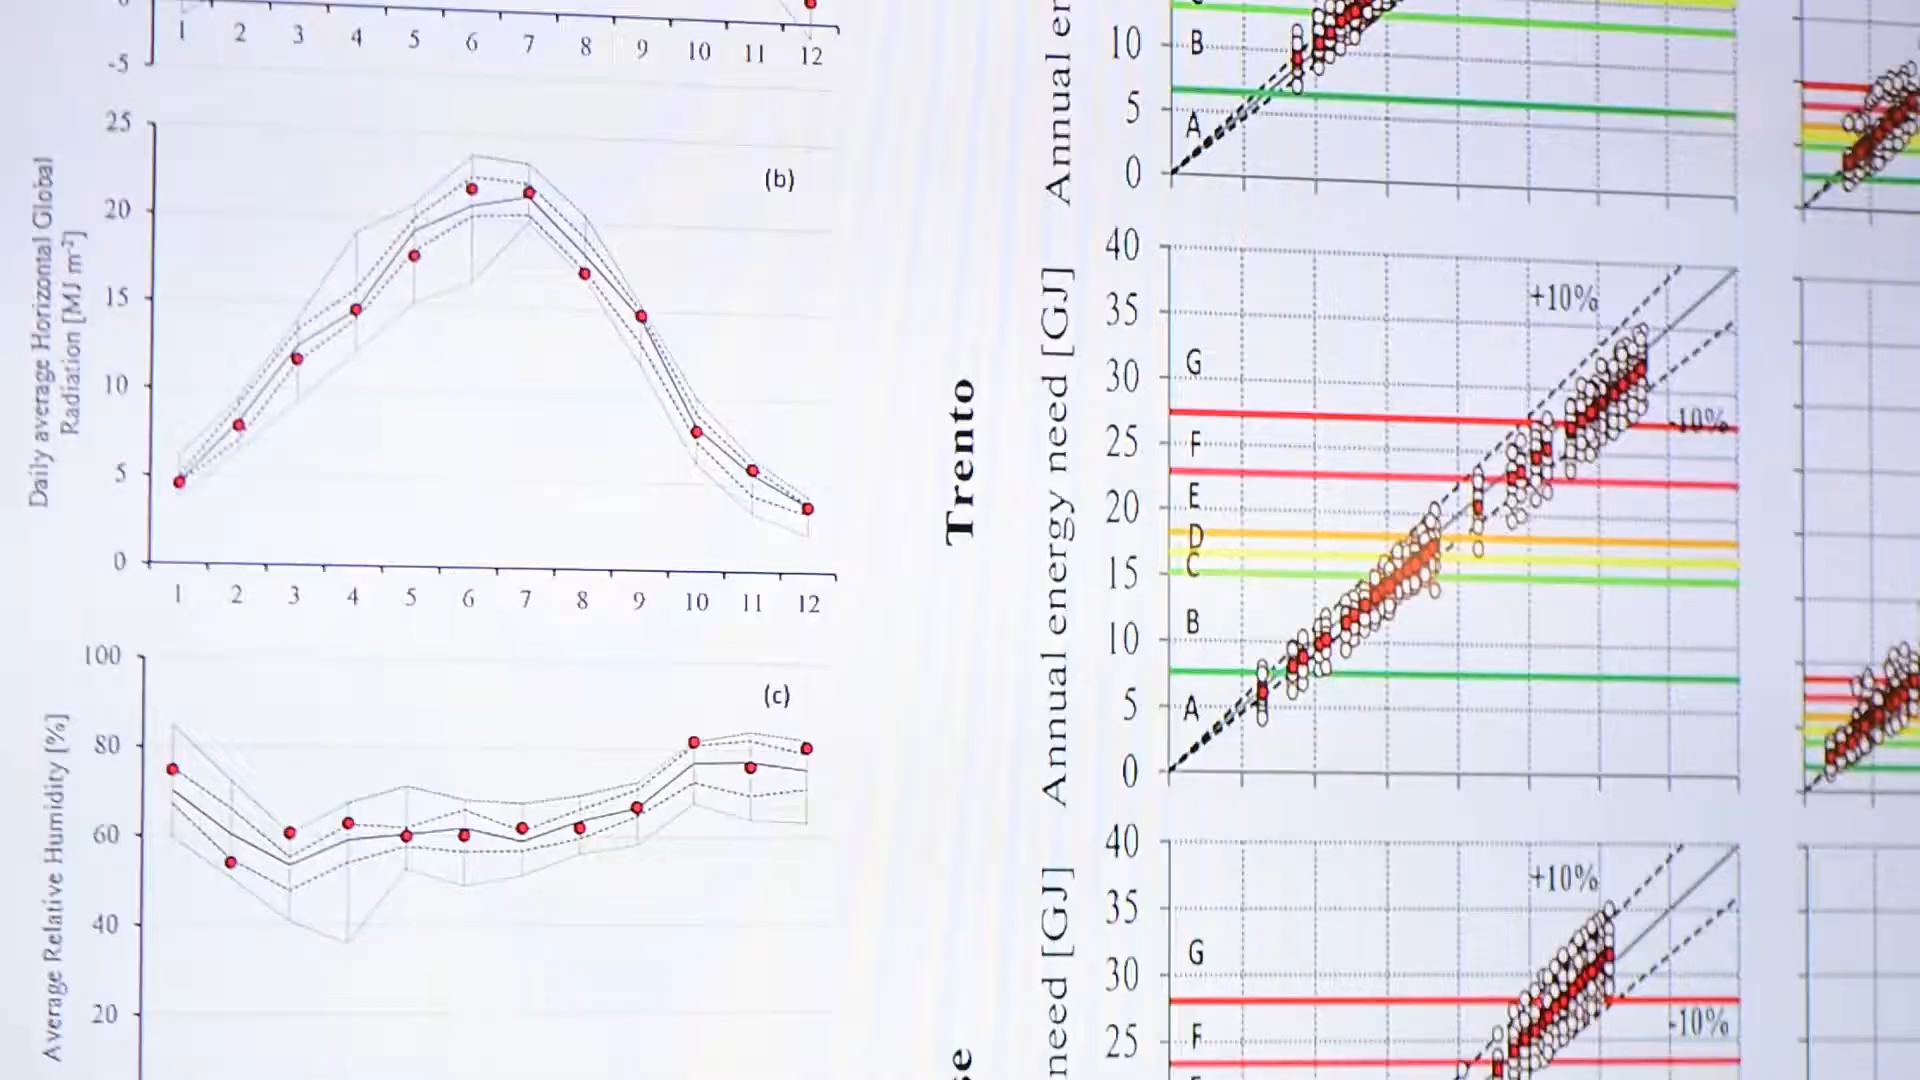 0
-5
1 2 3 4 5 6 7 8 9 10 11 12
Daily average Horizontal Global
Radiation [MJ m⁻²]
25
20
15
10
5
0
(b)
1 2 3 4 5 6 7 8 9 10 11 12
Average Relative Humidity [%]
100
80
60
40
20
(c)
Annual en
10
5
0
C
B
A
Trento
Annual energy need [GJ]
40
35
30
25
20
15
10
5
0
+10%
-10%
G
F
E
D
C
B
A
se
need [GJ]
40
35
30
25
+10%
-10%
G
F